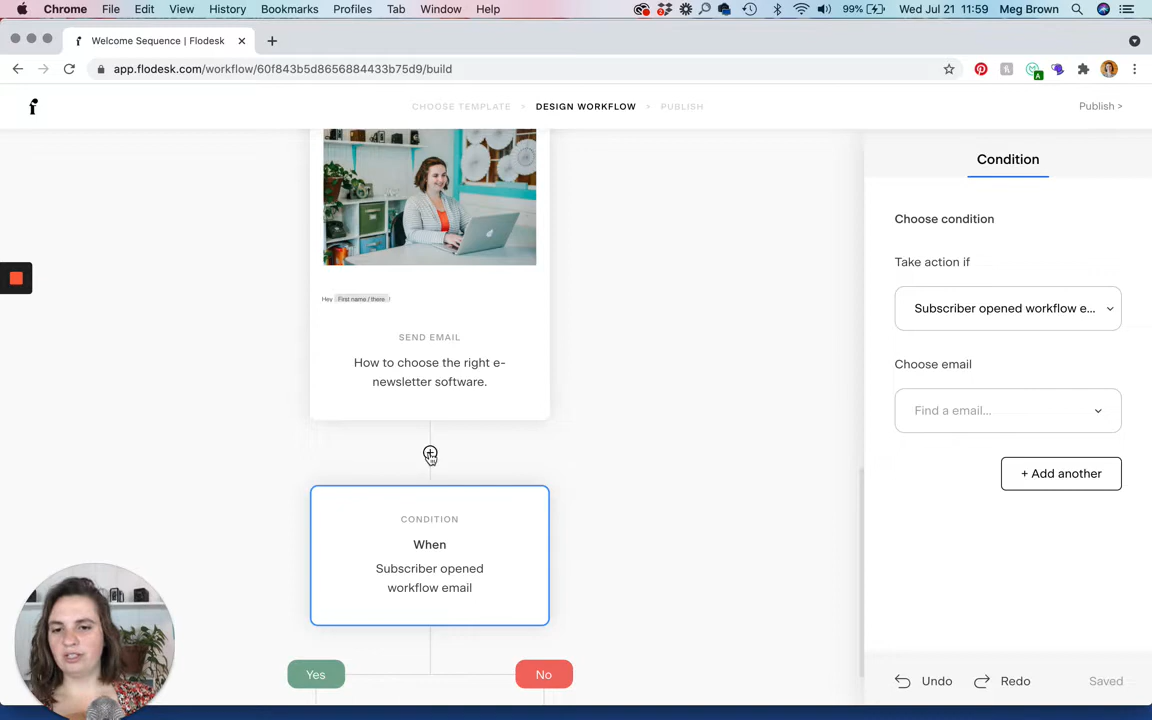 Chrome File Edit View History Bookmarks Profiles Tab Window Help 99% Wed Jul 21 11:59 Meg Brown
Welcome Sequence | Flodesk
app.flodesk.com/workflow/60f843b5d8656884433b75d9/build
CHOOSE TEMPLATE > DESIGN WORKFLOW > PUBLISH Publish >
Condition
Choose condition
Take action if
Subscriber opened workflow e...
Choose email
Find a email...
+ Add another
Hey First name / there !
SEND EMAIL
How to choose the right e-
newsletter software.
CONDITION
When
Subscriber opened
workflow email
Yes No
Undo Redo Saved